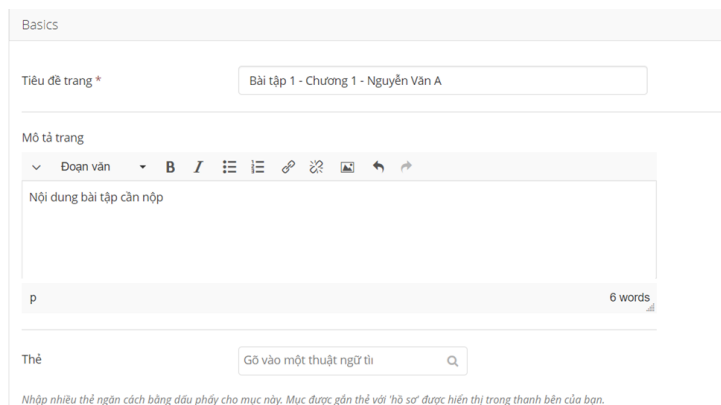 Basics
Tiêu đề trang *
Bài tập 1 - Chương 1 - Nguyễn Văn A
Mô tả trang
Đoạn văn
B I
Nội dung bài tập cần nộp
p 6 words
Thẻ
Gõ vào một thuật ngữ tìi
Nhập nhiều thẻ ngăn cách bằng dấu phẩy cho mục này. Mục được gắn thẻ với 'hồ sơ' được hiển thị trong thanh bên của bạn.